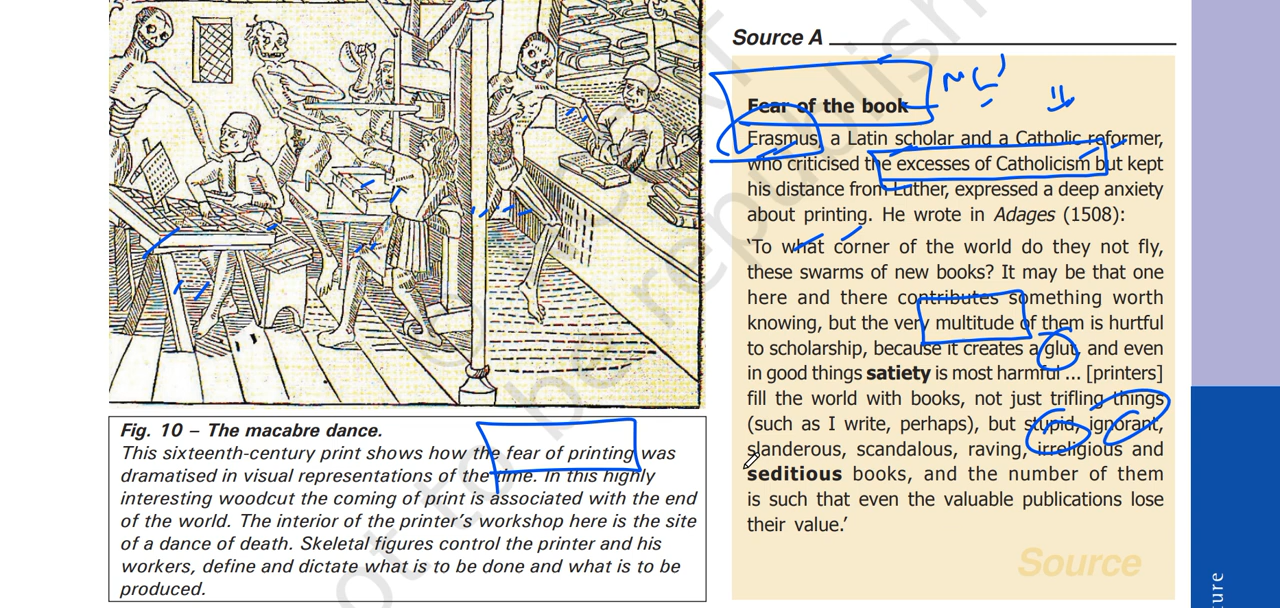 Fig. 10 – The macabre dance.
This sixteenth-century print shows how the fear of printing was
dramatised in visual representations of the time. In this highly
interesting woodcut the coming of print is associated with the end
of the world. The interior of the printer's workshop here is the site
of a dance of death. Skeletal figures control the printer and his
workers, define and dictate what is to be done and what is to be
produced.
Source A
Fear of the book
Erasmus, a Latin scholar and a Catholic reformer,
who criticised the excesses of Catholicism but kept
his distance from Luther, expressed a deep anxiety
about printing. He wrote in Adages (1508):
'To what corner of the world do they not fly,
these swarms of new books? It may be that one
here and there contributes something worth
knowing, but the very multitude of them is hurtful
to scholarship, because it creates a glut, and even
in good things satiety is most harmful ... [printers]
fill the world with books, not just trifling things
(such as I write, perhaps), but stupid, ignorant,
slanderous, scandalous, raving, irreligious and
seditious books, and the number of them
is such that even the valuable publications lose
their value.'
Source
not to be republish